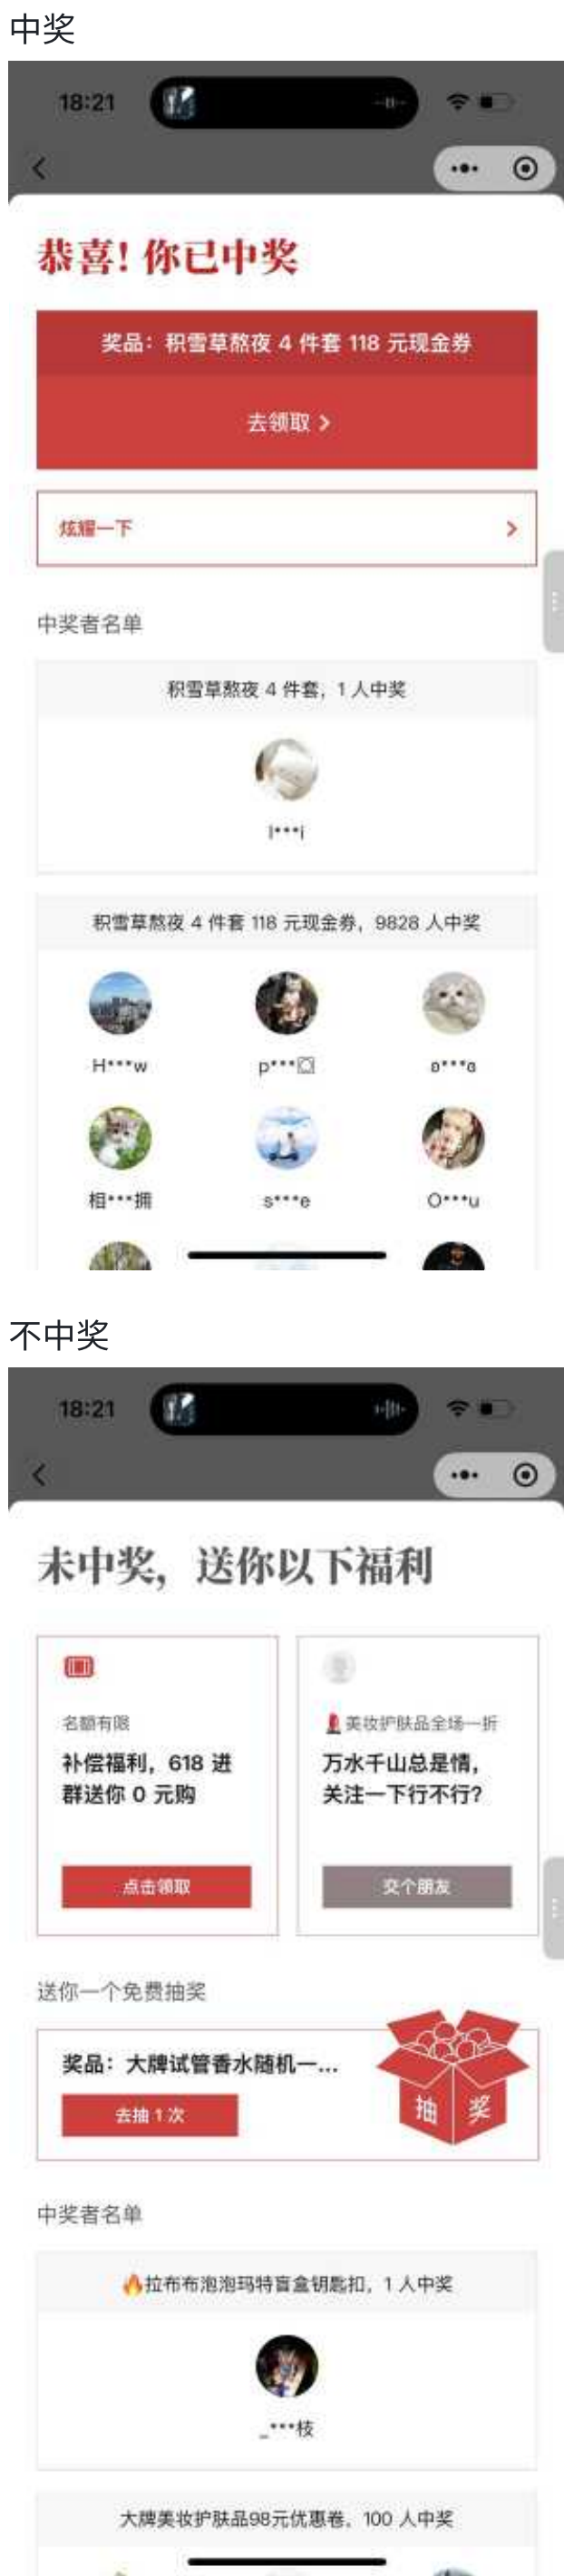 中奖
18:21
恭喜! 你已中奖
奖品：积雪草熬夜 4 件套 118 元现金券
去领取 >
炫耀一下 >
中奖者名单
积雪草熬夜 4 件套，1 人中奖
l***i
积雪草熬夜 4 件套 118 元现金券，9828 人中奖
H***w p*** ə***ɞ
相***拥 s***e O***u
不中奖
18:21
未中奖，送你以下福利
名额有限
补偿福利，618 进
群送你 0 元购
点击领取
美妆护肤品全场一折
万水千山总是情，
关注一下行不行?
交个朋友
送你一个免费抽奖
奖品：大牌试管香水随机一...
去抽 1 次
抽 奖
中奖者名单
🔥拉布布泡泡玛特盲盒钥匙扣，1 人中奖
_***枝
大牌美妆护肤品98元优惠卷，100 人中奖